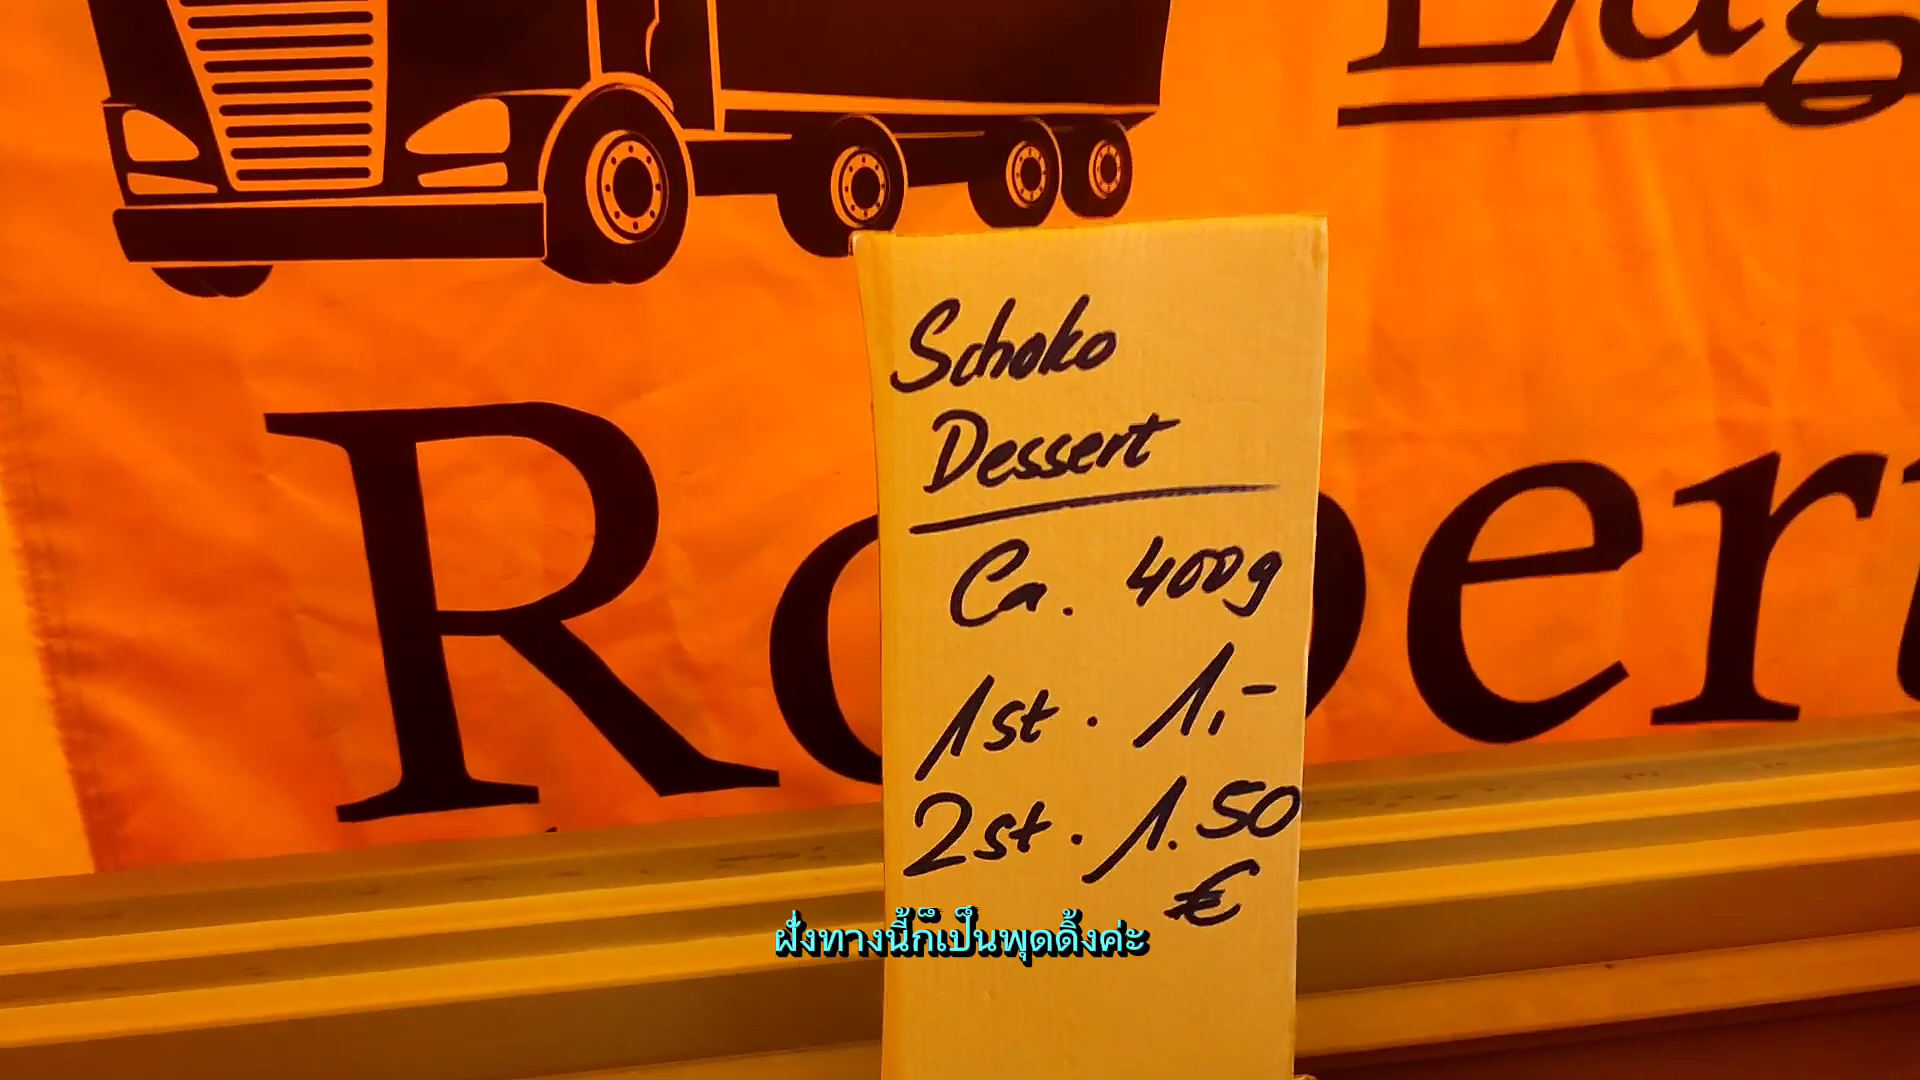 Schoko
Dessert
Ca. 400g
1st. 1,-
2st. 1.50
€
ฝั่งทางนี้ก็เป็นพุดดิ้งค่ะ